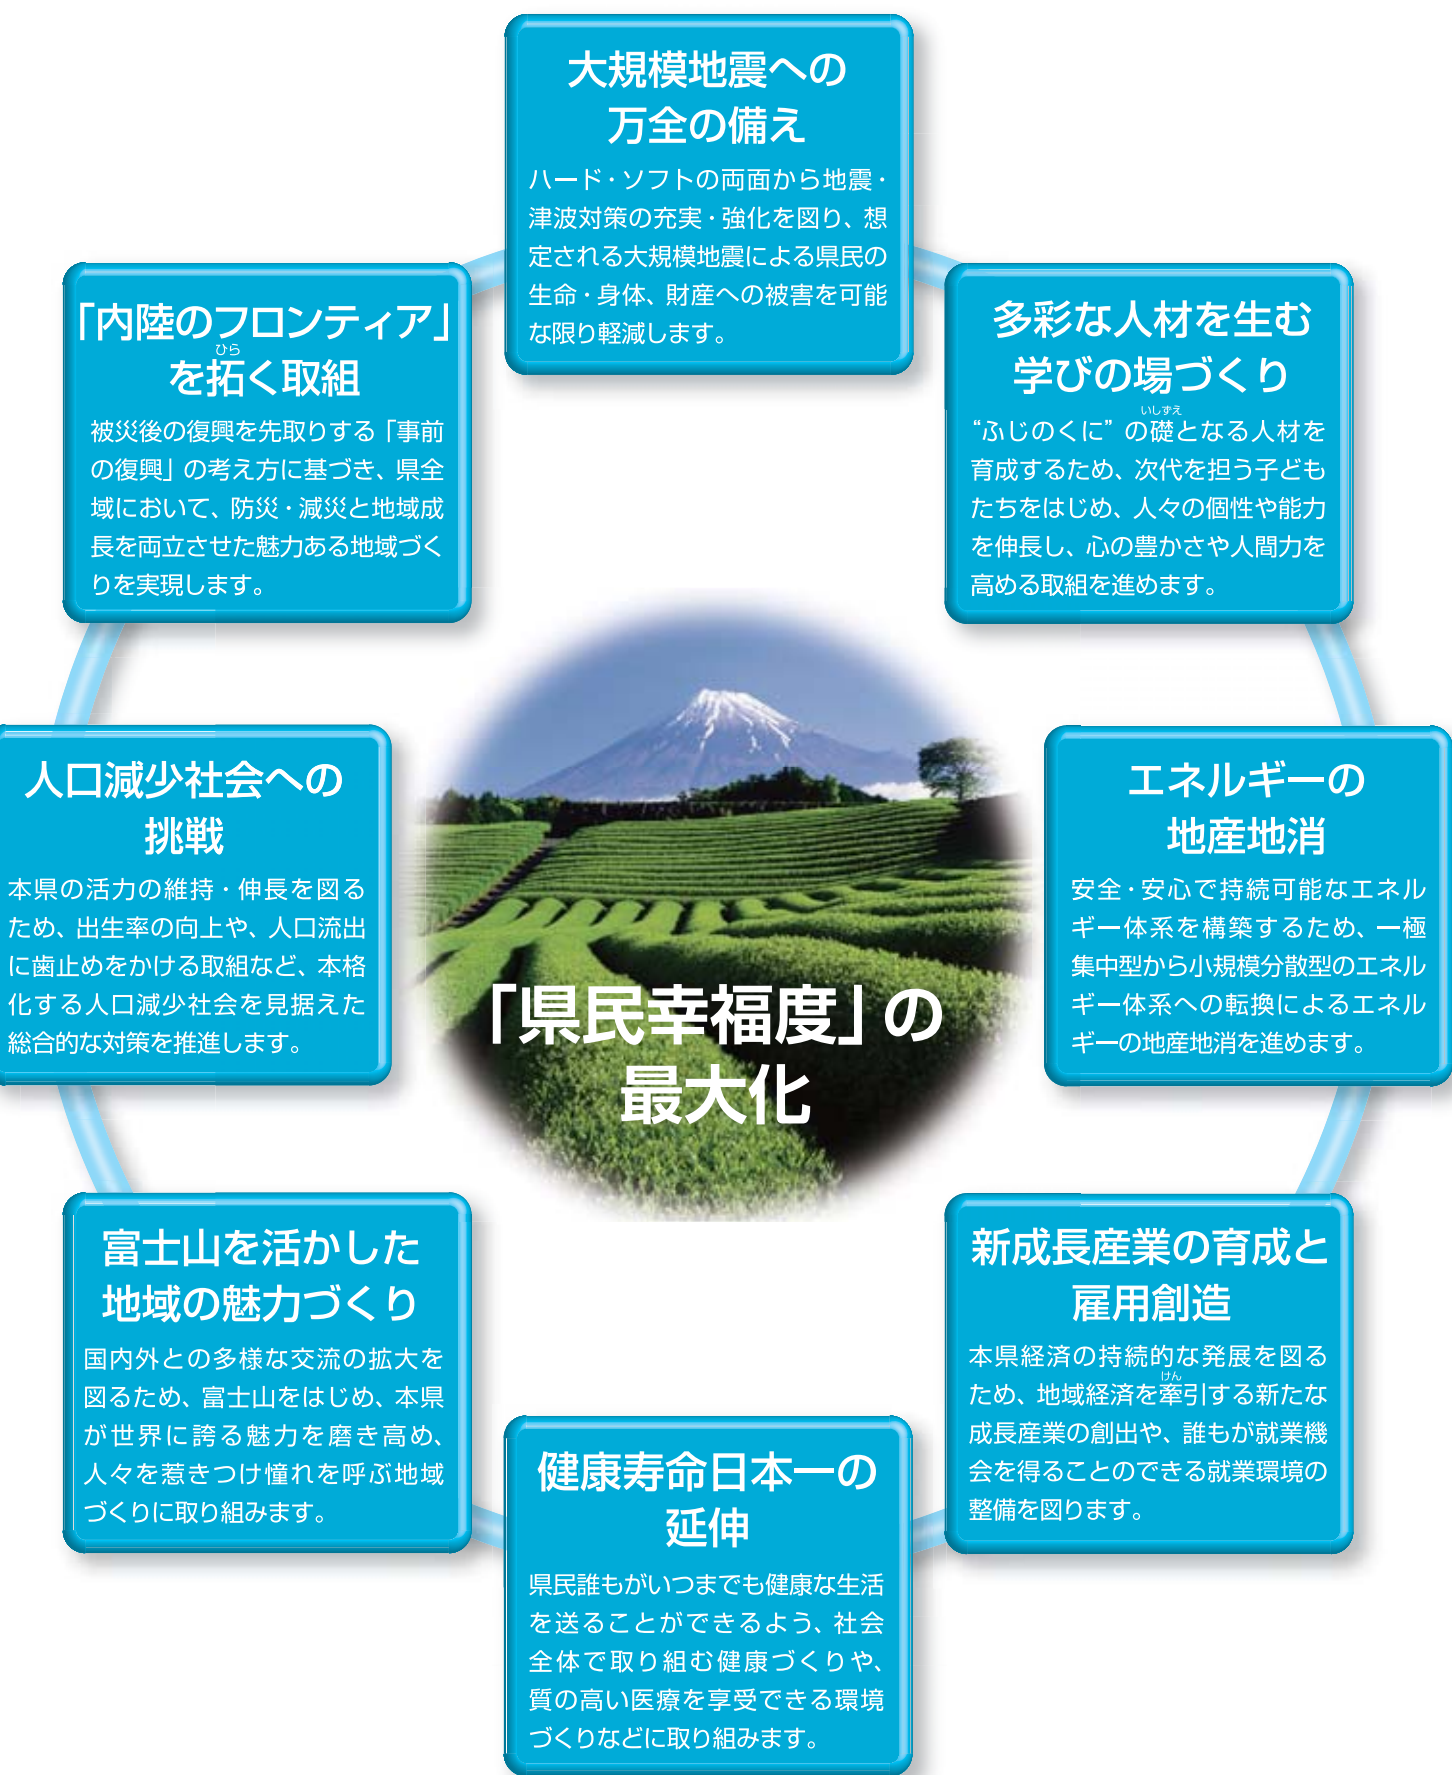 大規模地震への
万全の備え
ハード・ソフトの両面から地震・
津波対策の充実・強化を図り、想
定される大規模地震による県民の
生命・身体、財産への被害を可能
な限り軽減します。
「内陸のフロンティア」
ひら
を拓く取組
被災後の復興を先取りする「事前
の復興」の考え方に基づき、県全
域において、防災・減災と地域成
長を両立させた魅力ある地域づく
りを実現します。
多彩な人材を生む
学びの場づくり
いしずえ
“ふじのくに”の礎となる人材を
育成するため、次代を担う子ども
たちをはじめ、人々の個性や能力
を伸長し、心の豊かさや人間力を
高める取組を進めます。
人口減少社会への
挑戦
本県の活力の維持・伸長を図る
ため、出生率の向上や、人口流出
に歯止めをかける取組など、本格
化する人口減少社会を見据えた
総合的な対策を推進します。
「県民幸福度」の
最大化
エネルギーの
地産地消
安全・安心で持続可能なエネル
ギー体系を構築するため、一極
集中型から小規模分散型のエネル
ギー体系への転換によるエネル
ギーの地産地消を進めます。
富士山を活かした
地域の魅力づくり
国内外との多様な交流の拡大を
図るため、富士山をはじめ、本県
が世界に誇る魅力を磨き高め、
人々を惹きつけ憧れを呼ぶ地域
づくりに取り組みます。
新成長産業の育成と
雇用創造
本県経済の持続的な発展を図る
けん
ため、地域経済を牽引する新たな
成長産業の創出や、誰もが就業機
会を得ることのできる就業環境の
整備を図ります。
健康寿命日本一の
延伸
県民誰もがいつまでも健康な生活
を送ることができるよう、社会
全体で取り組む健康づくりや、
質の高い医療を享受できる環境
づくりなどに取り組みます。